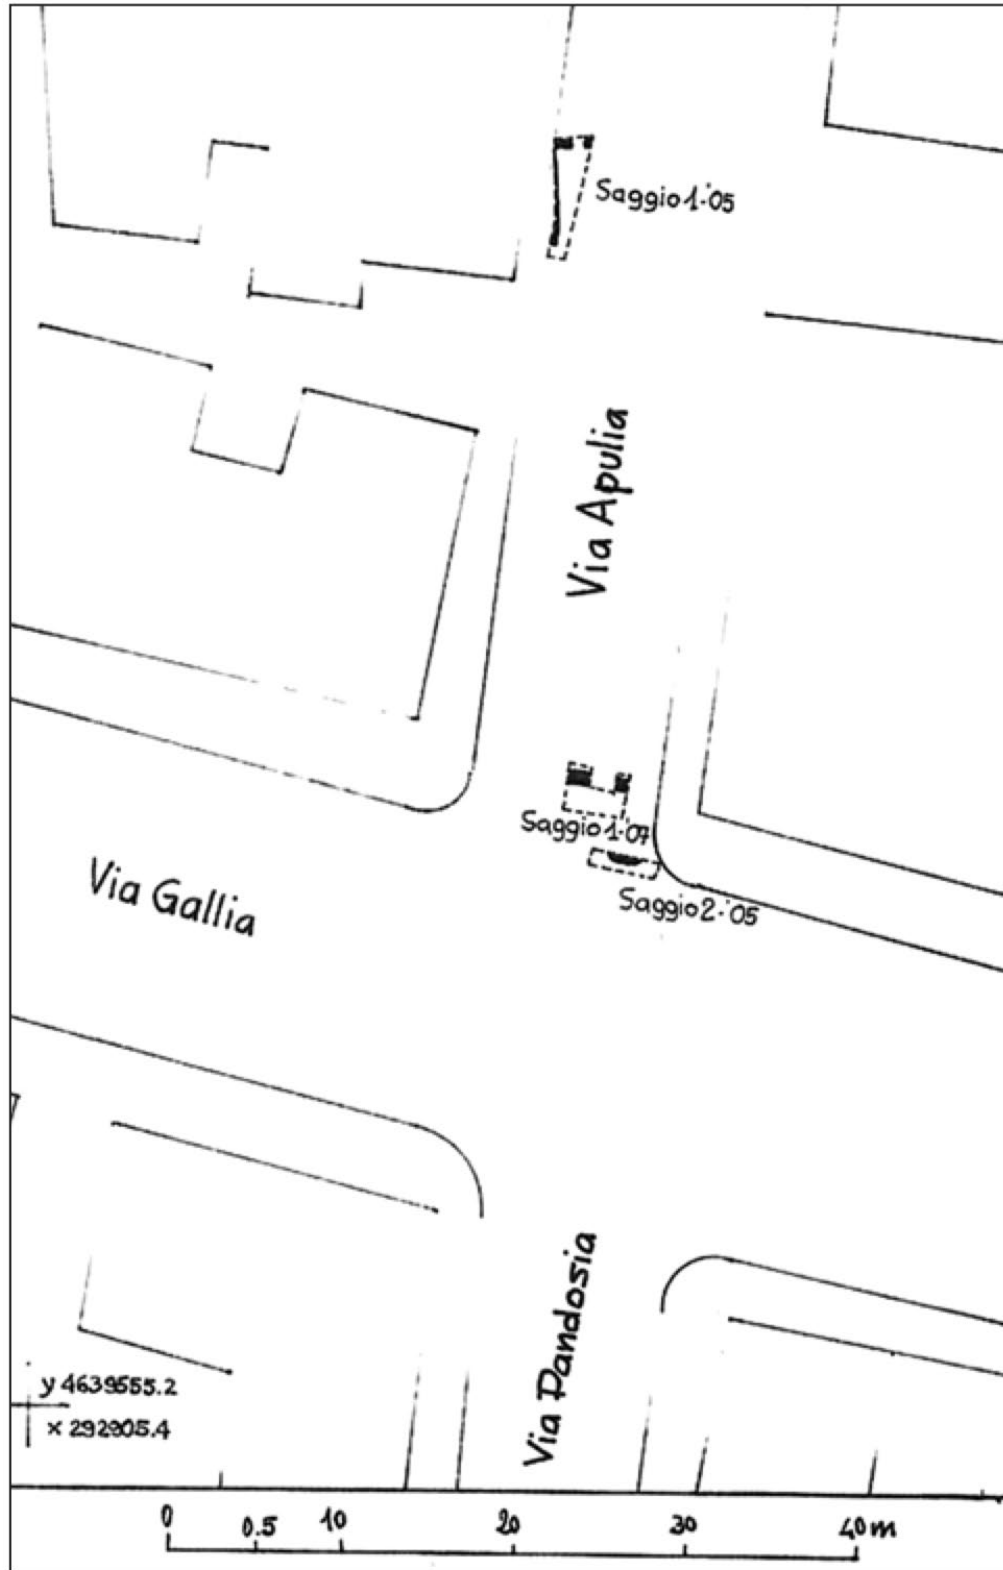 Saggio 1·'05
Via Apulia
Saggio 1·'07
Saggio 2·'05
Via Gallia
Via Pandosia
y 4639555.2
x 292905.4
0 0.5 10 20 30 40m